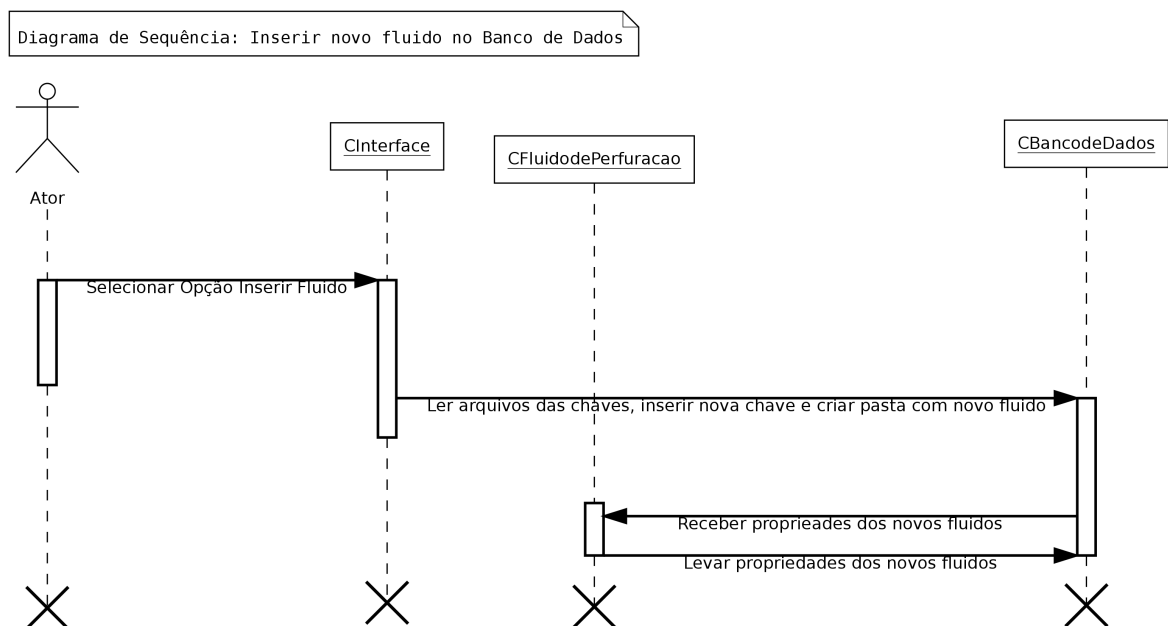 Diagrama de Sequência: Inserir novo fluido no Banco de Dados
CInterface
CFluidodePerfuracao
CBancodeDados
Ator
Selecionar Opção Inserir Fluido
Ler arquivos das chaves, inserir nova chave e criar pasta com novo fluido
Receber proprieades dos novos fluidos
Levar propriedades dos novos fluidos